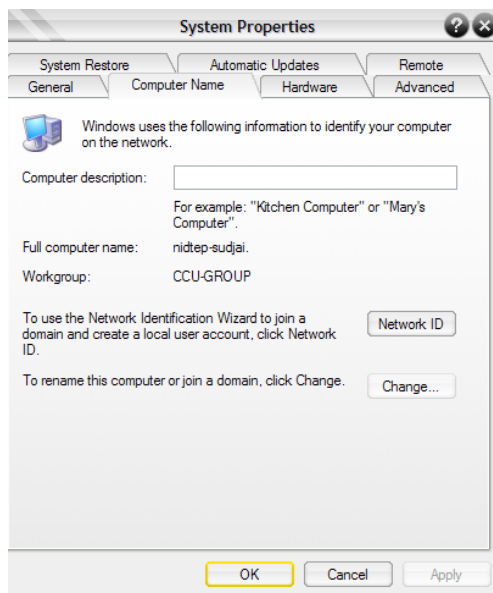 System Properties
System Restore
Automatic Updates
Remote
General
Computer Name
Hardware
Advanced
Windows uses the following information to identify your computer
on the network.
Computer description:
For example: "Kitchen Computer" or "Mary's
Computer".
Full computer name: nidtep-sudjai.
Workgroup: CCU-GROUP
To use the Network Identification Wizard to join a
domain and create a local user account, click Network
ID.
Network ID
To rename this computer or join a domain, click Change.
Change...
OK
Cancel
Apply